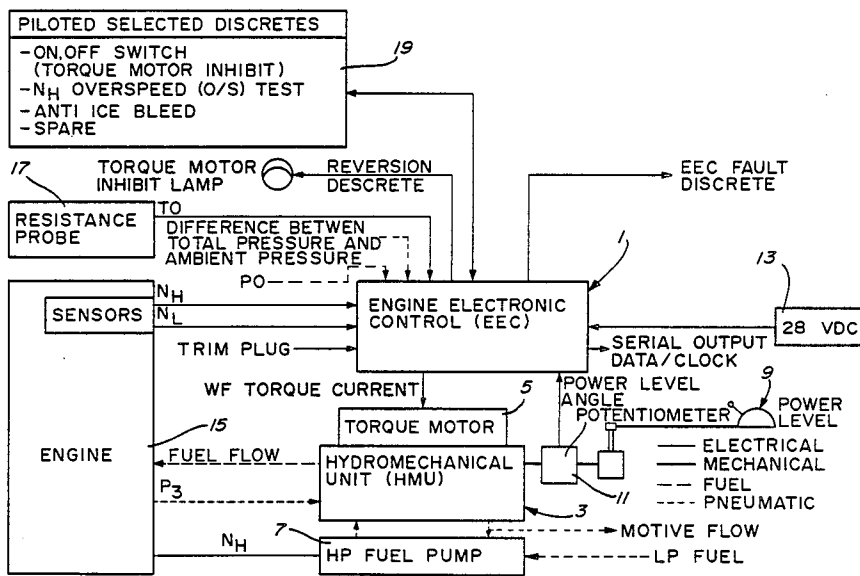 PILOTED SELECTED DISCRETES
-ON,OFF SWITCH
(TORQUE MOTOR INHIBIT)
-NH OVERSPEED (O/S) TEST
-ANTI ICE BLEED
-SPARE
19
17
TORQUE MOTOR
INHIBIT LAMP
REVERSION
DESCRETE
EEC FAULT
DISCRETE
RESISTANCE
PROBE
TO
DIFFERENCE BETWEN
TOTAL PRESSURE AND
AMBIENT PRESSURE
PO
1
13
SENSORS
NH
NL
ENGINE ELECTRONIC
CONTROL (EEC)
28 VDC
TRIM PLUG
SERIAL OUTPUT
DATA/CLOCK
WF TORQUE CURRENT
5
POWER LEVEL
ANGLE
POTENTIOMETER
9
POWER
LEVEL
TORQUE MOTOR
15
ENGINE
FUEL FLOW
HYDROMECHANICAL
UNIT (HMU)
11
ELECTRICAL
MECHANICAL
FUEL
PNEUMATIC
P3
3
MOTIVE FLOW
NH
7
HP FUEL PUMP
LP FUEL